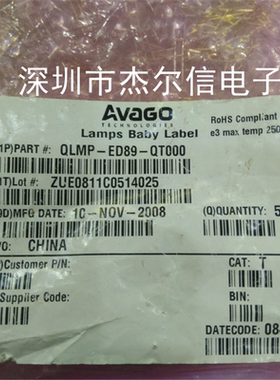 深圳市杰尔信电子
AVAGO
TECHNOLOGIES
RoHS Compliant
Lamps Baby Label
e3 max temp 250
1P)PART #: QLMP-ED89-QT000
1T)Lot #: ZUE0811C0514025
9D)MFG DATE: 10-NOV-2008
(Q)QUANTITY: 5
/O: CHINA
)Customer P/N:
CAT: T
Supplier Code:
BIN:
DATECODE: 08